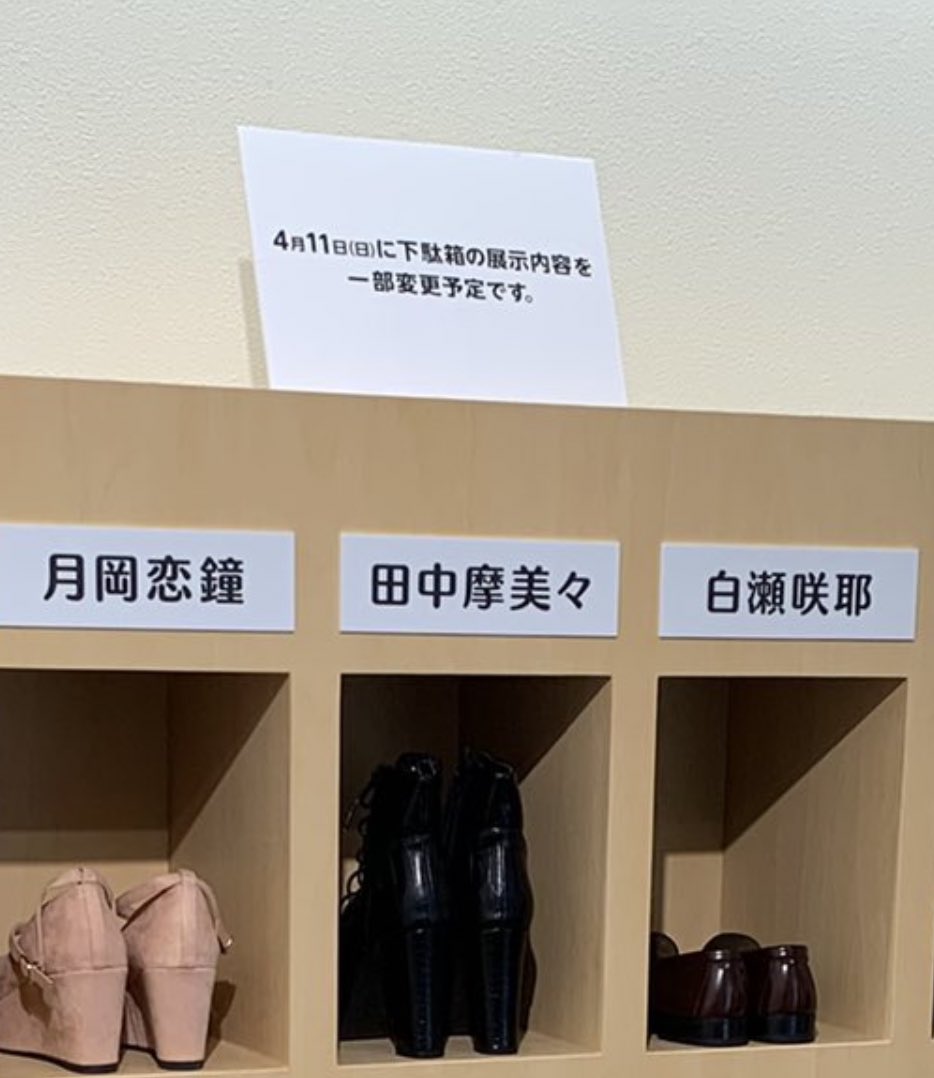 4月11日(日)に下駄箱の展示内容を
一部変更予定です。
月岡恋鐘
田中摩美々
白瀬咲耶